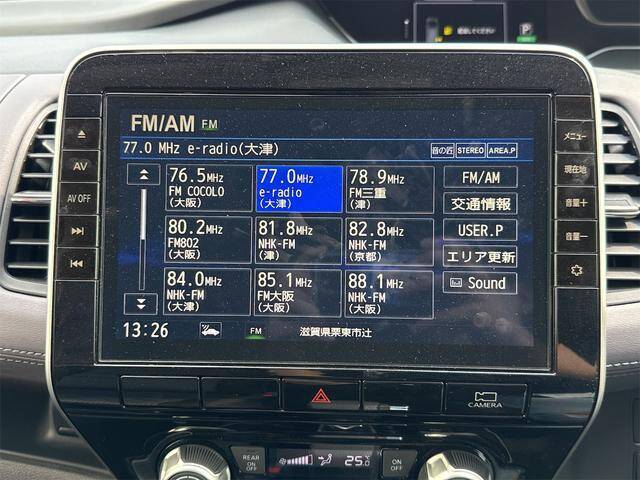 P
FM/AM FM
77.0 MHz e-radio(大津)
音の匠 STEREO AREA.P
76.5MHz
FM COCOLO
(大阪)
77.0MHz
e-radio
(大津)
78.9MHz
FM三重
(津)
80.2MHz
FM802
(大阪)
81.8MHz
NHK-FM
(津)
82.8MHz
NHK-FM
(京都)
84.0MHz
NHK-FM
(大津)
85.1MHz
FM大阪
(大阪)
88.1MHz
NHK-FM
(大阪)
FM/AM
交通情報
USER.P
エリア更新
Sound
13:26
FM
滋賀県栗東市辻
AV
AV OFF
メニュー
現在地
音量＋
音量－
CAMERA
REAR
ON
OFF
25.0°C
ON
OFF